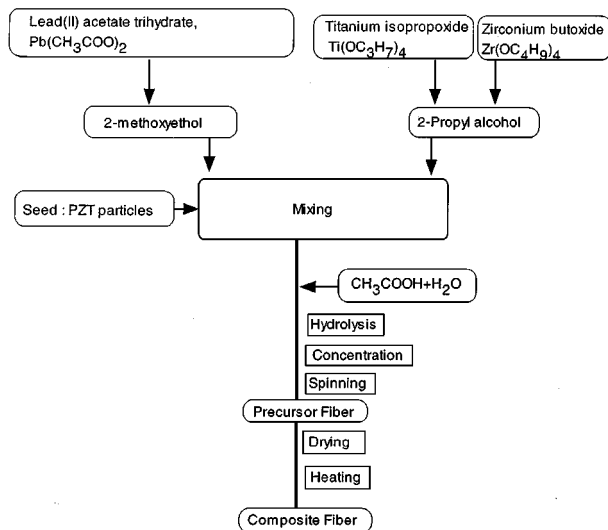 Lead(II) acetate trihydrate,
Pb(CH3COO)2
Titanium isopropoxide
Ti(OC3H7)4
Zirconium butoxide
Zr(OC4H9)4
2-methoxyethol
2-Propyl alcohol
Seed : PZT particles
Mixing
CH3COOH+H2O
Hydrolysis
Concentration
Spinning
Precursor Fiber
Drying
Heating
Composite Fiber